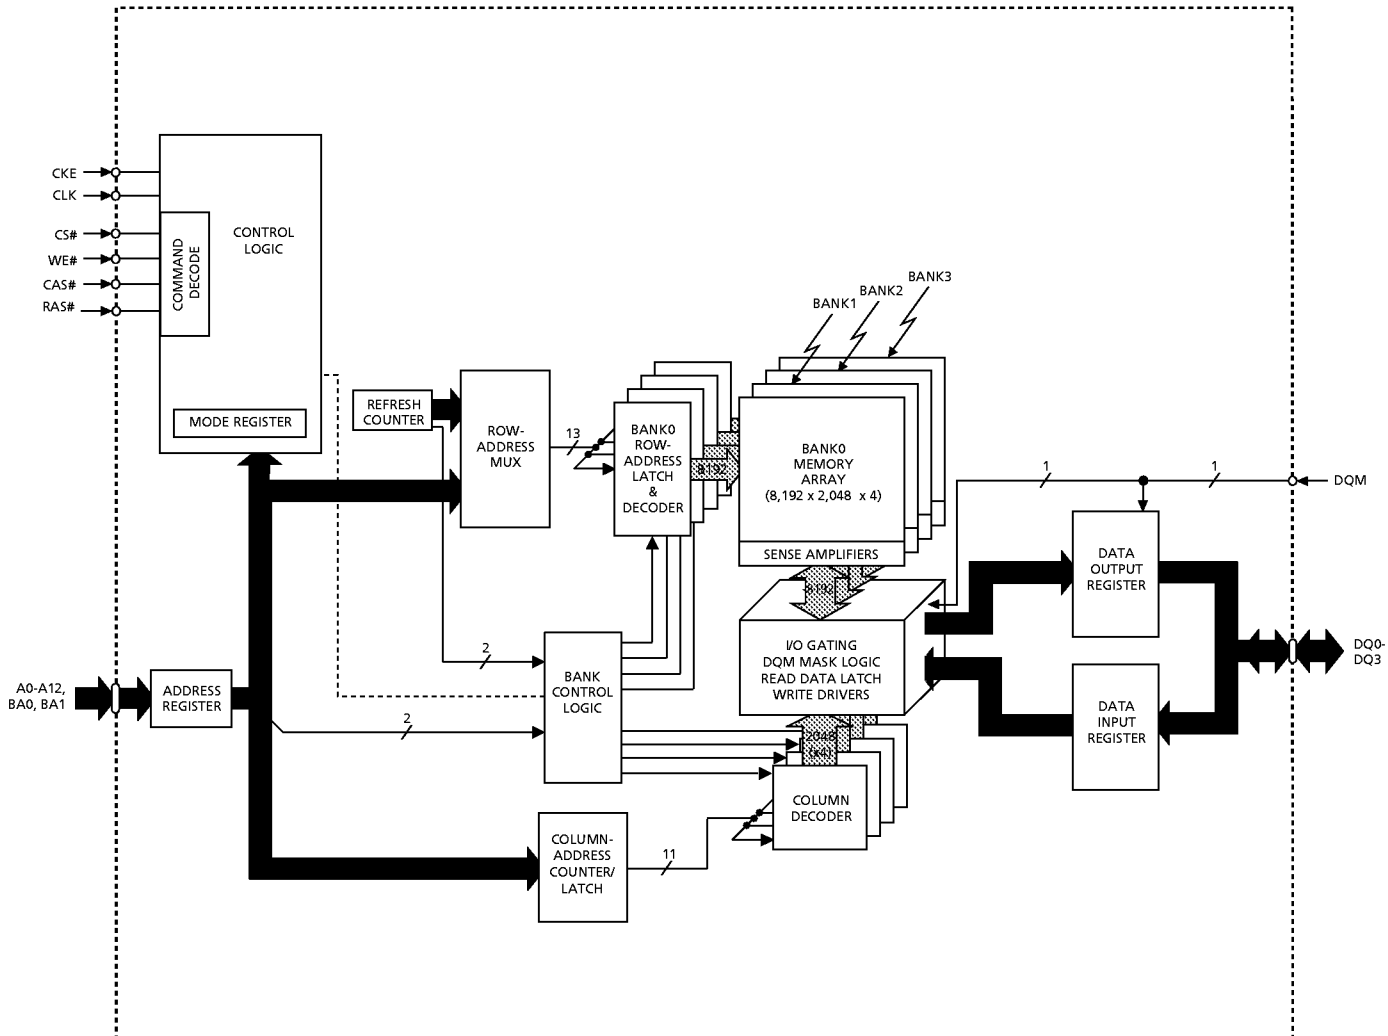 CKE
CLK
CS#
WE#
CAS#
RAS#
CONTROL
LOGIC
COMMAND
DECODE
MODE REGISTER
REFRESH
COUNTER
ROW-
ADDRESS
MUX
13
BANK0
ROW-
ADDRESS
LATCH
&
DECODER
8192
BANK1
BANK2
BANK3
BANK0
MEMORY
ARRAY
(8,192 x 2,048 x 4)
SENSE AMPLIFIERS
8192
I/O GATING
DQM MASK LOGIC
READ DATA LATCH
WRITE DRIVERS
2048
(x4)
COLUMN
DECODER
1
1
DQM
DATA
OUTPUT
REGISTER
DATA
INPUT
REGISTER
DQ0-
DQ3
A0-A12,
BA0, BA1
ADDRESS
REGISTER
2
2
BANK
CONTROL
LOGIC
COLUMN-
ADDRESS
COUNTER/
LATCH
11